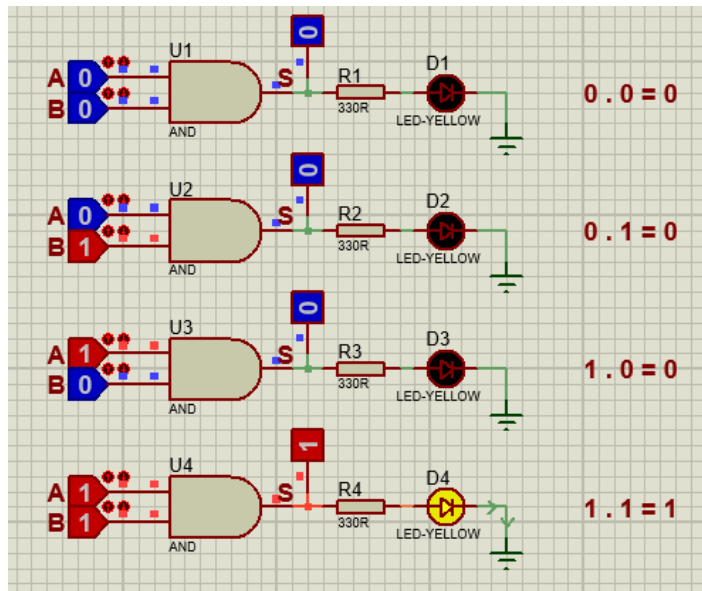 0
U1
A 0
B 0
S
R1
D1
0 . 0 = 0
330R
LED-YELLOW
AND
0
U2
A 0
B 1
S
R2
D2
0 . 1 = 0
330R
LED-YELLOW
AND
0
U3
A 1
B 0
S
R3
D3
1 . 0 = 0
330R
LED-YELLOW
AND
1
U4
A 1
B 1
S
R4
D4
1 . 1 = 1
330R
LED-YELLOW
AND